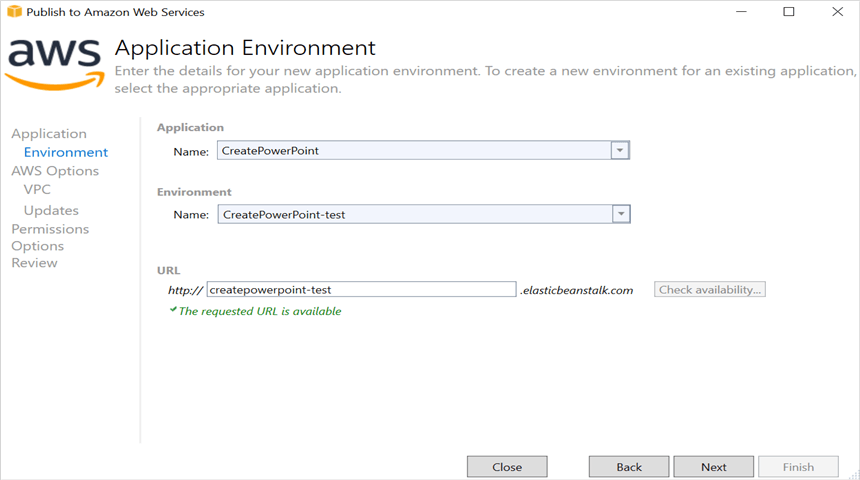 Publish to Amazon Web Services
aws
Application Environment
Enter the details for your new application environment. To create a new environment for an existing application,
select the appropriate application.
Application
Environment
AWS Options
VPC
Updates
Permissions
Options
Review
Application
Name: CreatePowerPoint
Environment
Name: CreatePowerPoint-test
URL
http:// createpowerpoint-test .elasticbeanstalk.com Check availability...
The requested URL is available
Close Back Next Finish